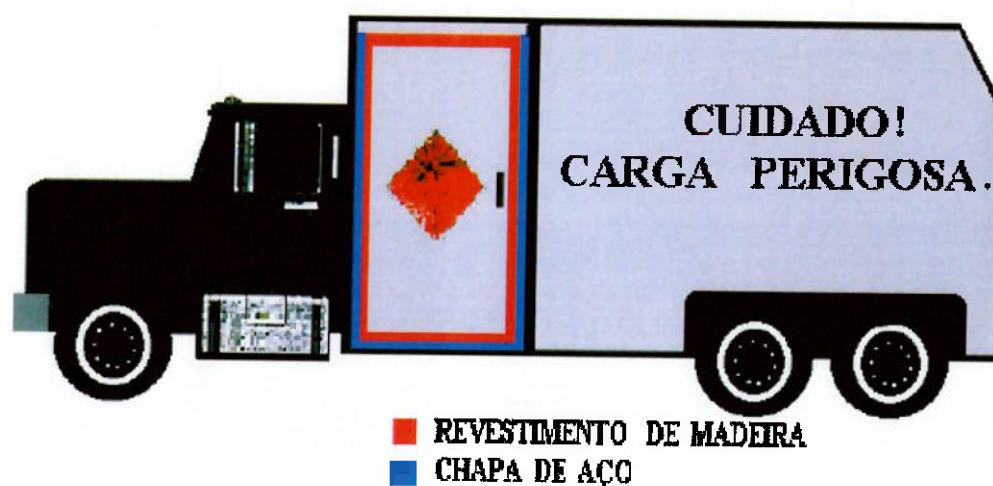 CUIDADO!
CARGA PERIGOSA.
REVESTIMENTO DE MADEIRA
CHAPA DE AÇO